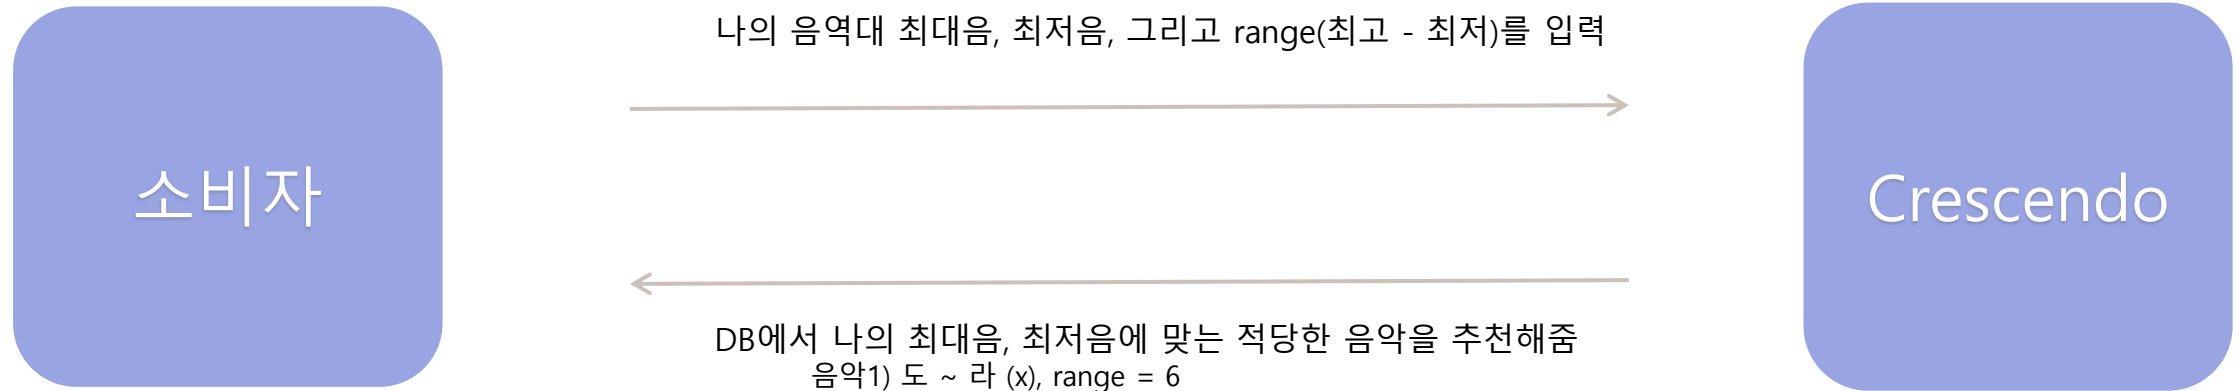 나의 음역대 최대음, 최저음, 그리고 range(최고 - 최저)를 입력
소비자
Crescendo
DB에서 나의 최대음, 최저음에 맞는 적당한 음악을 추천해줌
음악1) 도 ~ 라 (x), range = 6